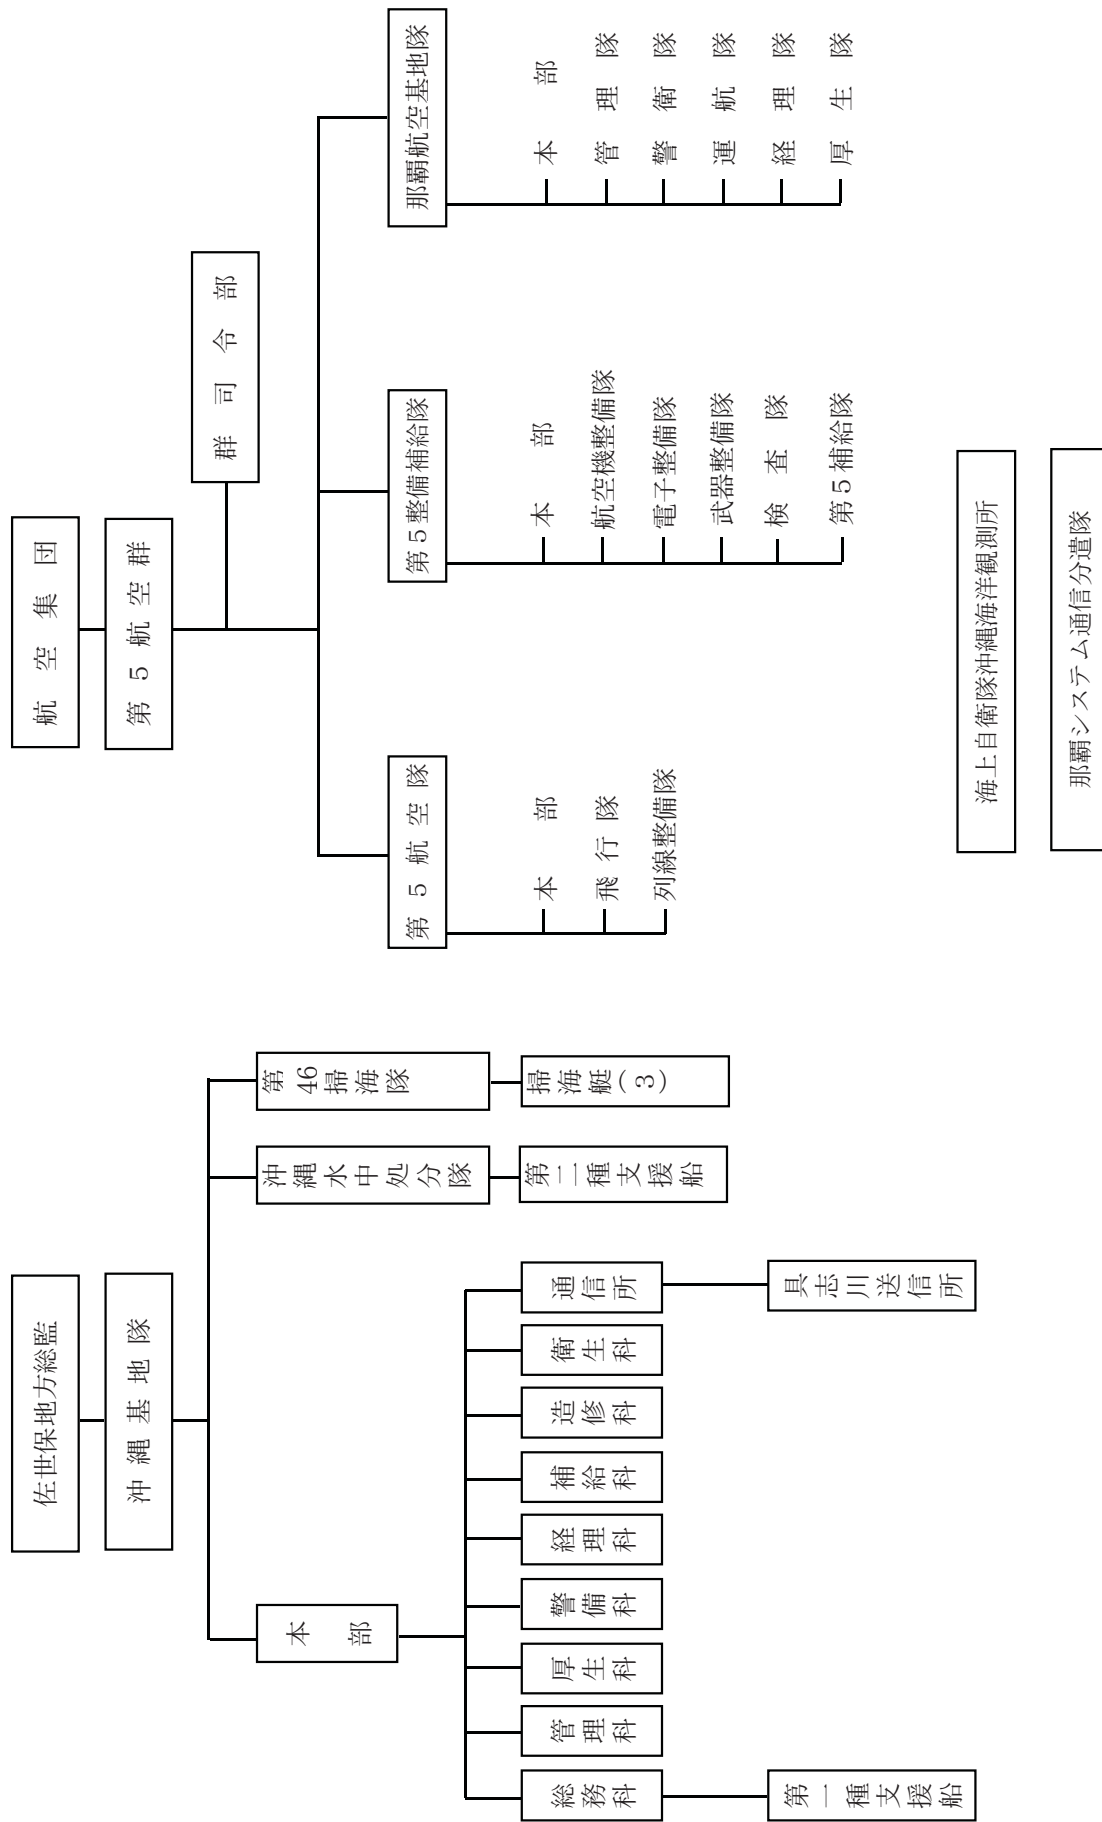 佐世保地方総監
沖縄基地隊
本部
総務科
管理科
厚生科
警備科
経理科
補給科
造修科
衛生科
通信所
第一種支援船
具志川送信所
沖縄水中処分隊
第二種支援船
第46掃海隊
掃海艇(3)
航空集団
第5航空群
群司令部
第5航空隊
本部
飛行隊
列線整備隊
第5整備補給隊
本部
航空機整備隊
電子整備隊
武器整備隊
検査隊
第5補給隊
那覇航空基地隊
本部
管理隊
警衛隊
運航隊
経理隊
厚生隊
海上自衛隊沖縄海洋観測所
那覇システム通信分遣隊